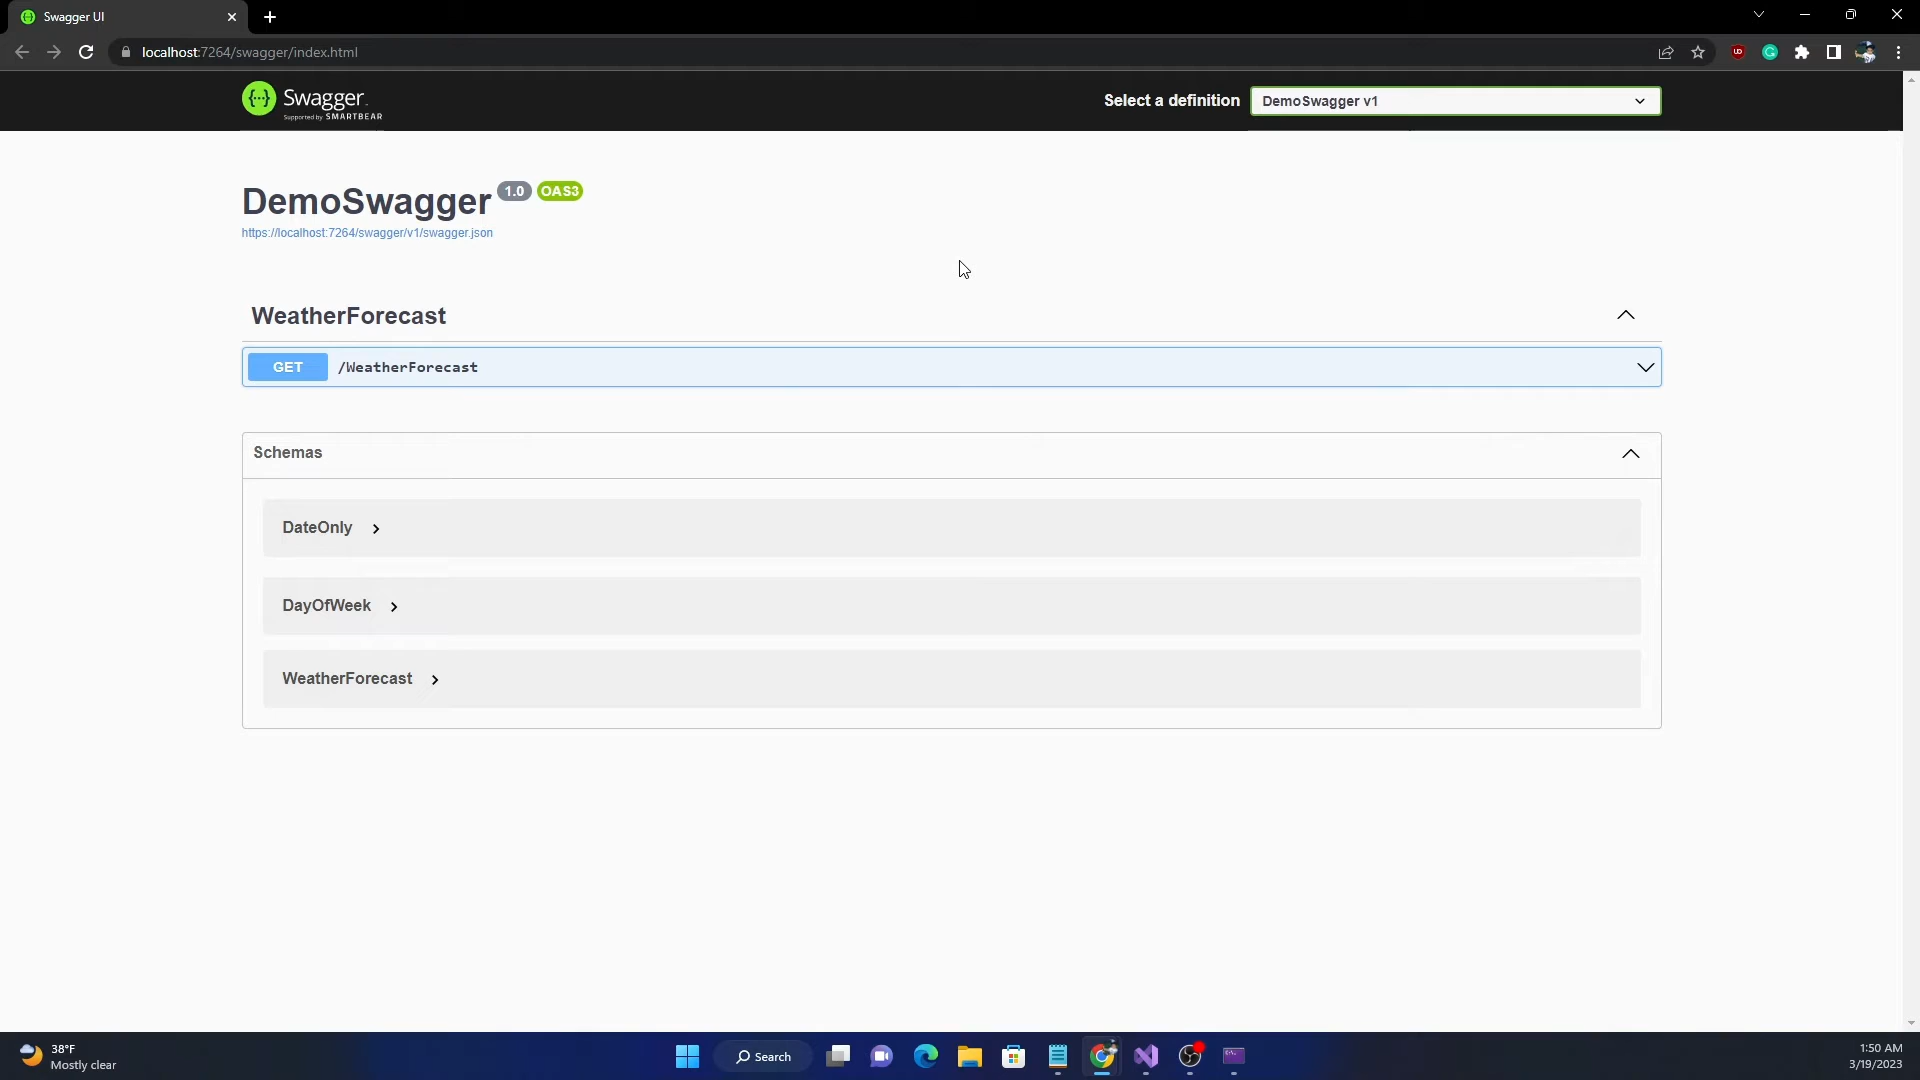 Swagger UI
localhost:7264/swagger/index.html
Swagger
Supported by SMARTBEAR
Select a definition
DemoSwagger v1
DemoSwagger 1.0 OAS3
https://localhost:7264/swagger/v1/swagger.json
WeatherForecast
GET /WeatherForecast
Schemas
DateOnly
DayOfWeek
WeatherForecast
38°F
Mostly clear
Search
1:50 AM
3/19/2023